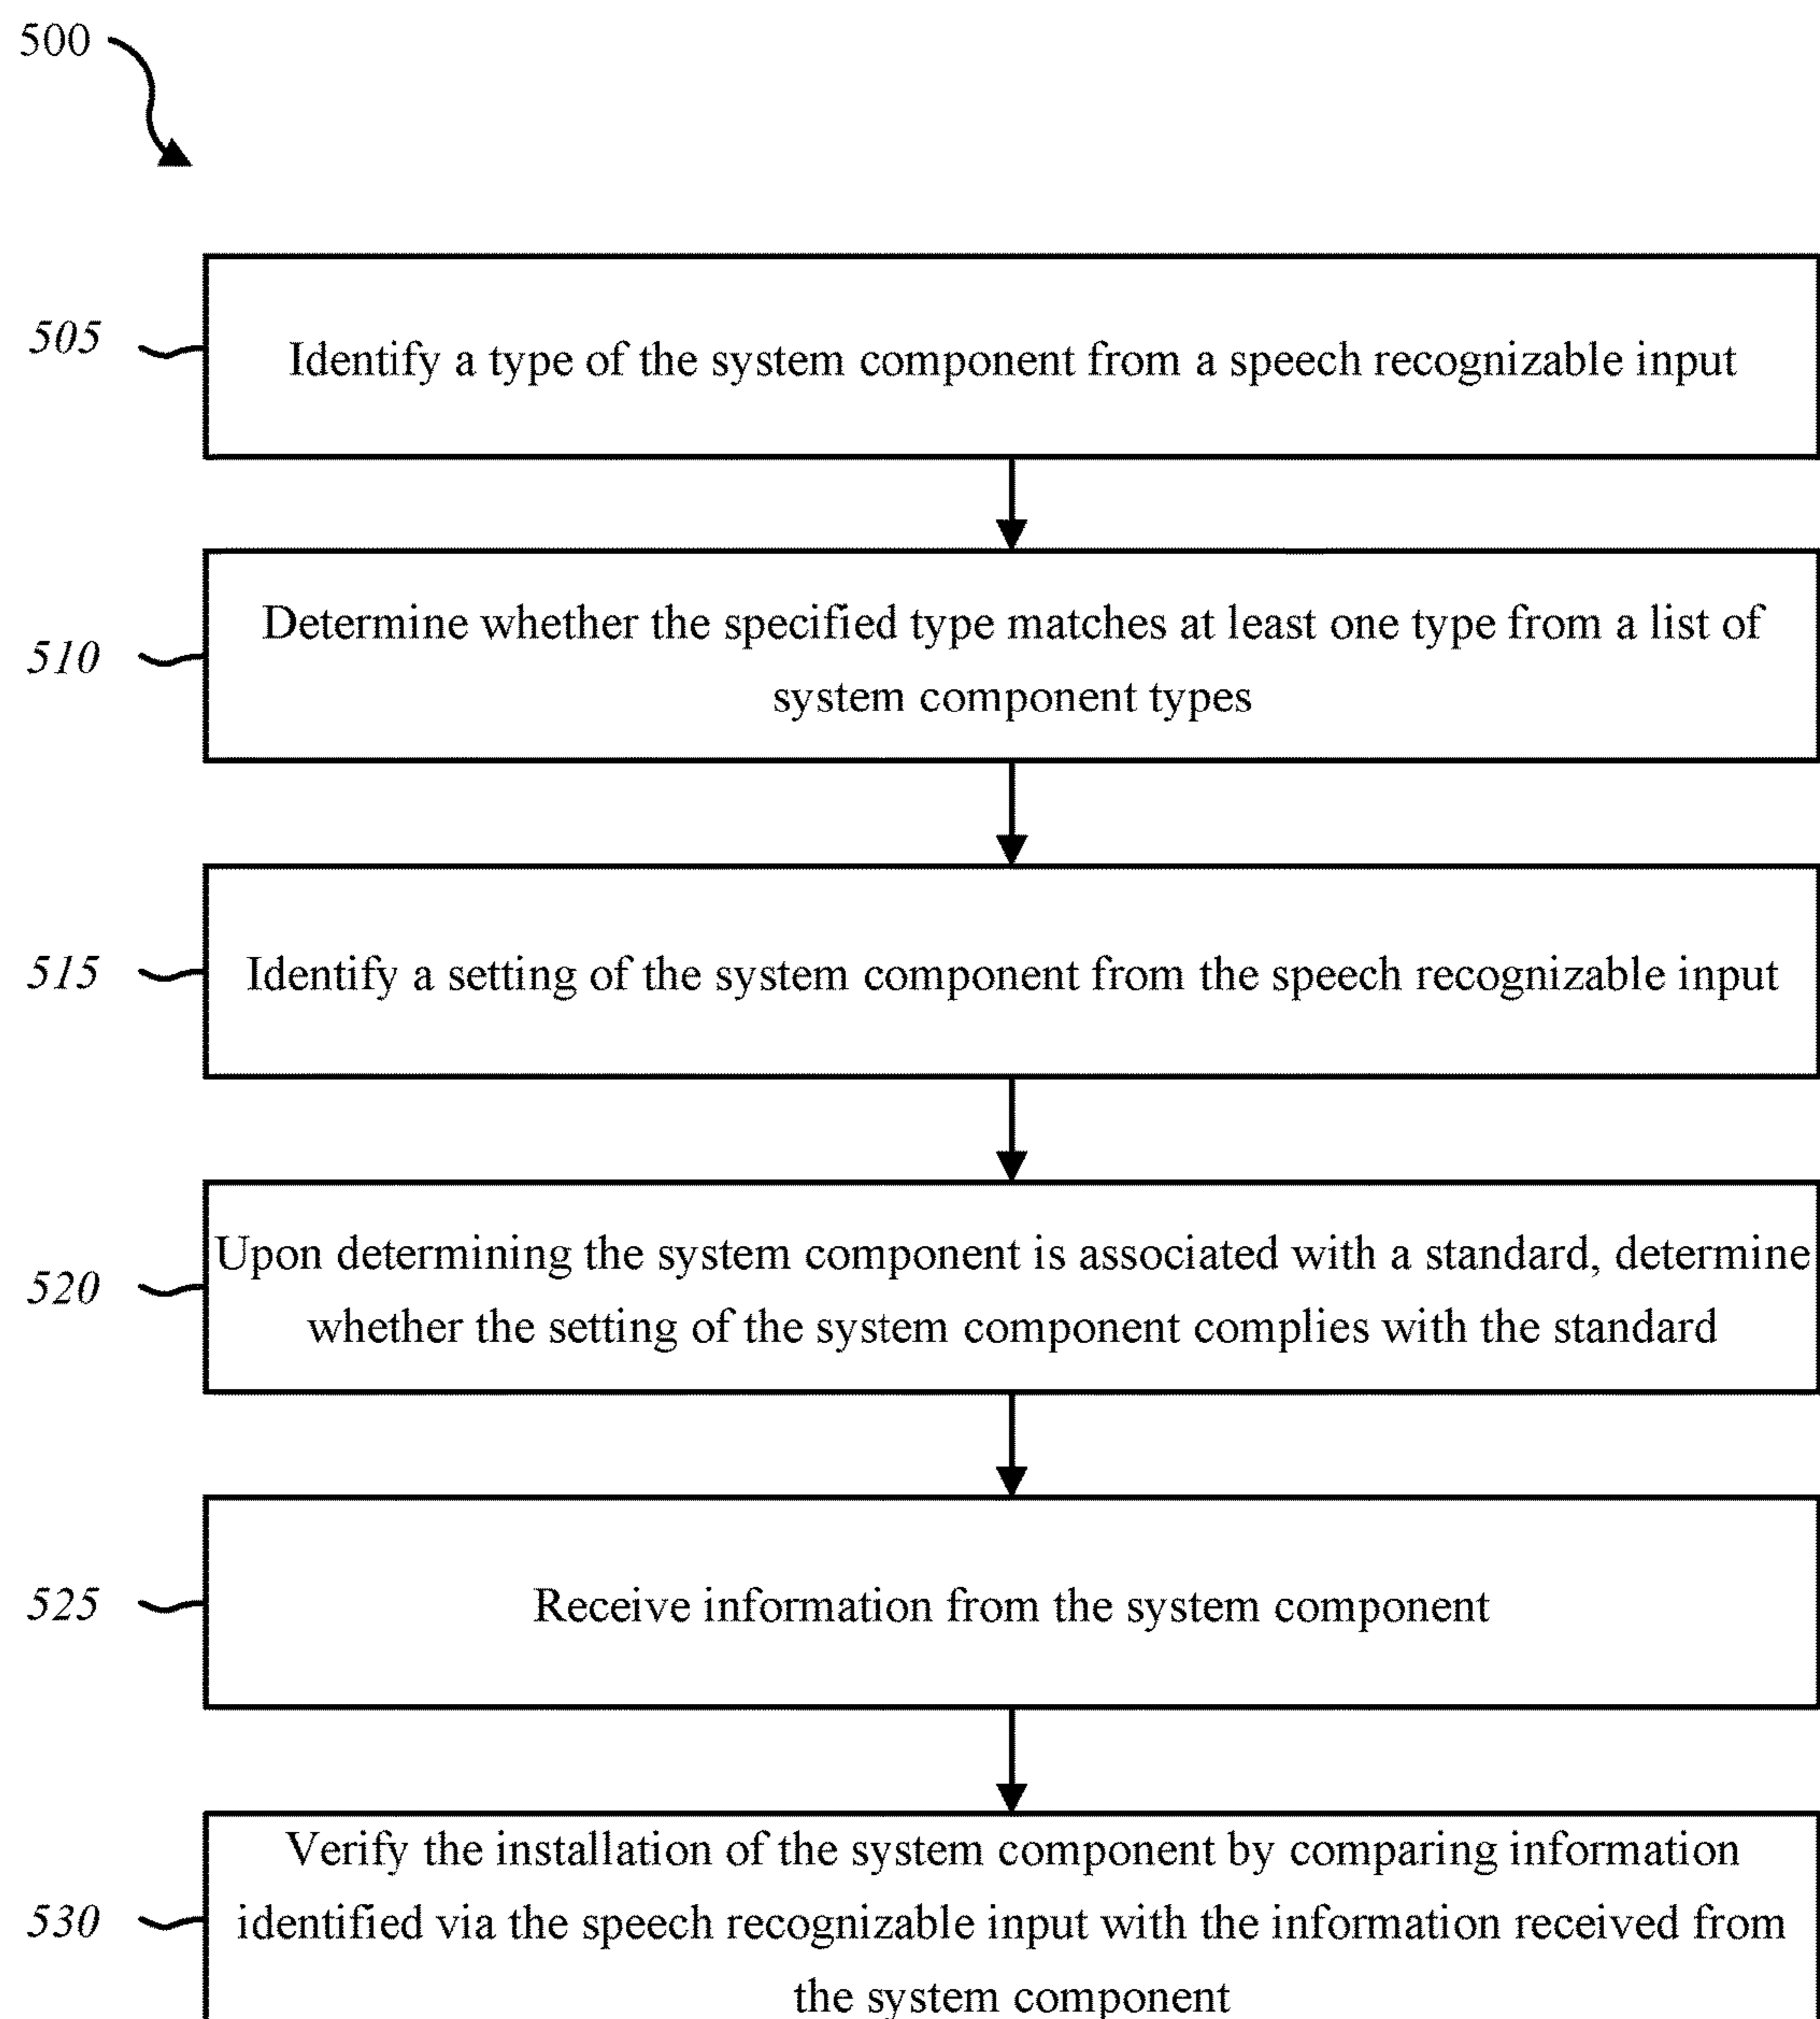 500
505
Identify a type of the system component from a speech recognizable input
510
Determine whether the specified type matches at least one type from a list of
system component types
515
Identify a setting of the system component from the speech recognizable input
520
Upon determining the system component is associated with a standard, determine
whether the setting of the system component complies with the standard
525
Receive information from the system component
530
Verify the installation of the system component by comparing information
identified via the speech recognizable input with the information received from
the system component